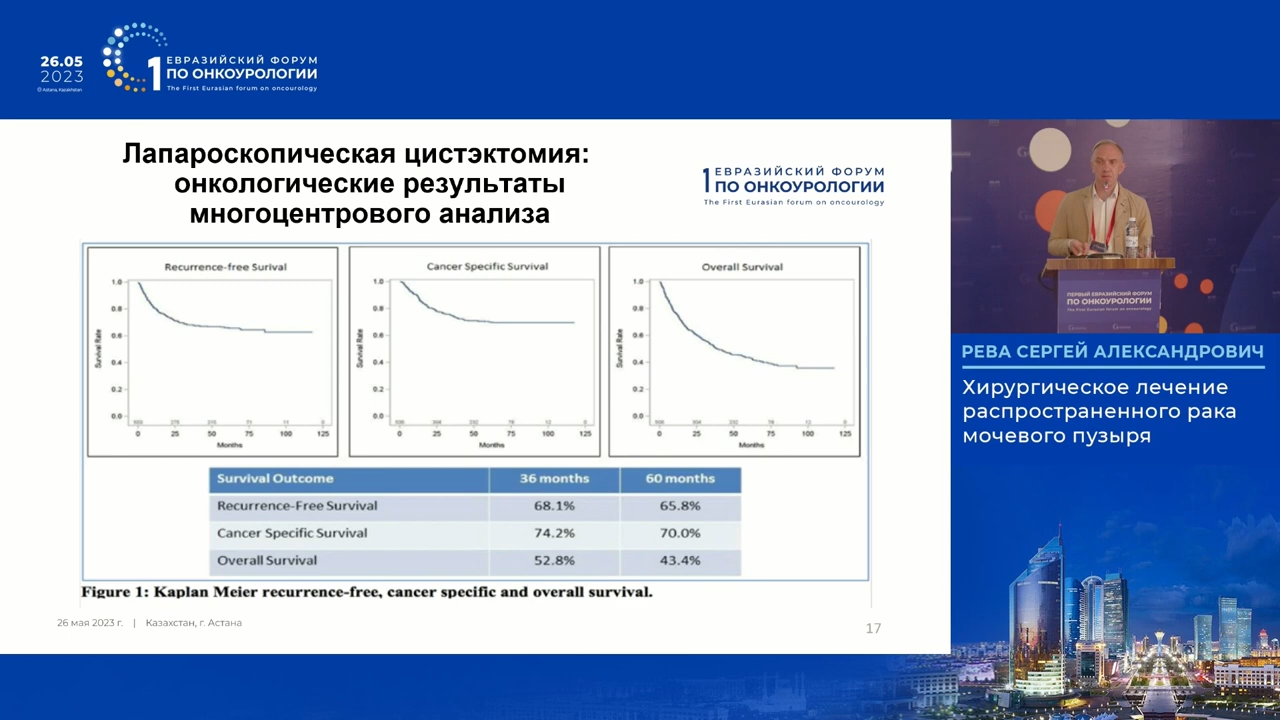 26.05
2023
Astana, Kazakhstan
1
ЕВРАЗИЙСКИЙ ФОРУМ
ПО ОНКОУРОЛОГИИ
The First Eurasian forum on oncourology
Лапароскопическая цистэктомия:
онкологические результаты
многоцентрового анализа
1 ЕВРАЗИЙСКИЙ ФОРУМ
ПО ОНКОУРОЛОГИИ
The First Eurasian forum on oncourology
Recurrence-free Surival
1.0
0.8
0.6
0.4
0.2
0.0
Survival Rate
0 25 50 75 100 125
Months
Cancer Specific Survival
1.0
0.8
0.6
0.4
0.2
0.0
Survival Rate
0 25 50 75 100 125
Months
Overall Survival
1.0
0.8
0.6
0.4
0.2
0.0
Survival Rate
0 25 50 75 100 125
Months
Survival Outcome 36 months 60 months
Recurrence-Free Survival 68.1% 65.8%
Cancer Specific Survival 74.2% 70.0%
Overall Survival 52.8% 43.4%
Figure 1: Kaplan Meier recurrence-free, cancer specific and overall survival.
26 мая 2023 г. | Казахстан, г. Астана
17
ПЕРВЫЙ ЕВРАЗИЙСКИЙ ФОРУМ
ПО ОНКОУРОЛОГИИ
РЕВА СЕРГЕЙ АЛЕКСАНДРОВИЧ
Хирургическое лечение
распространенного рака
мочевого пузыря